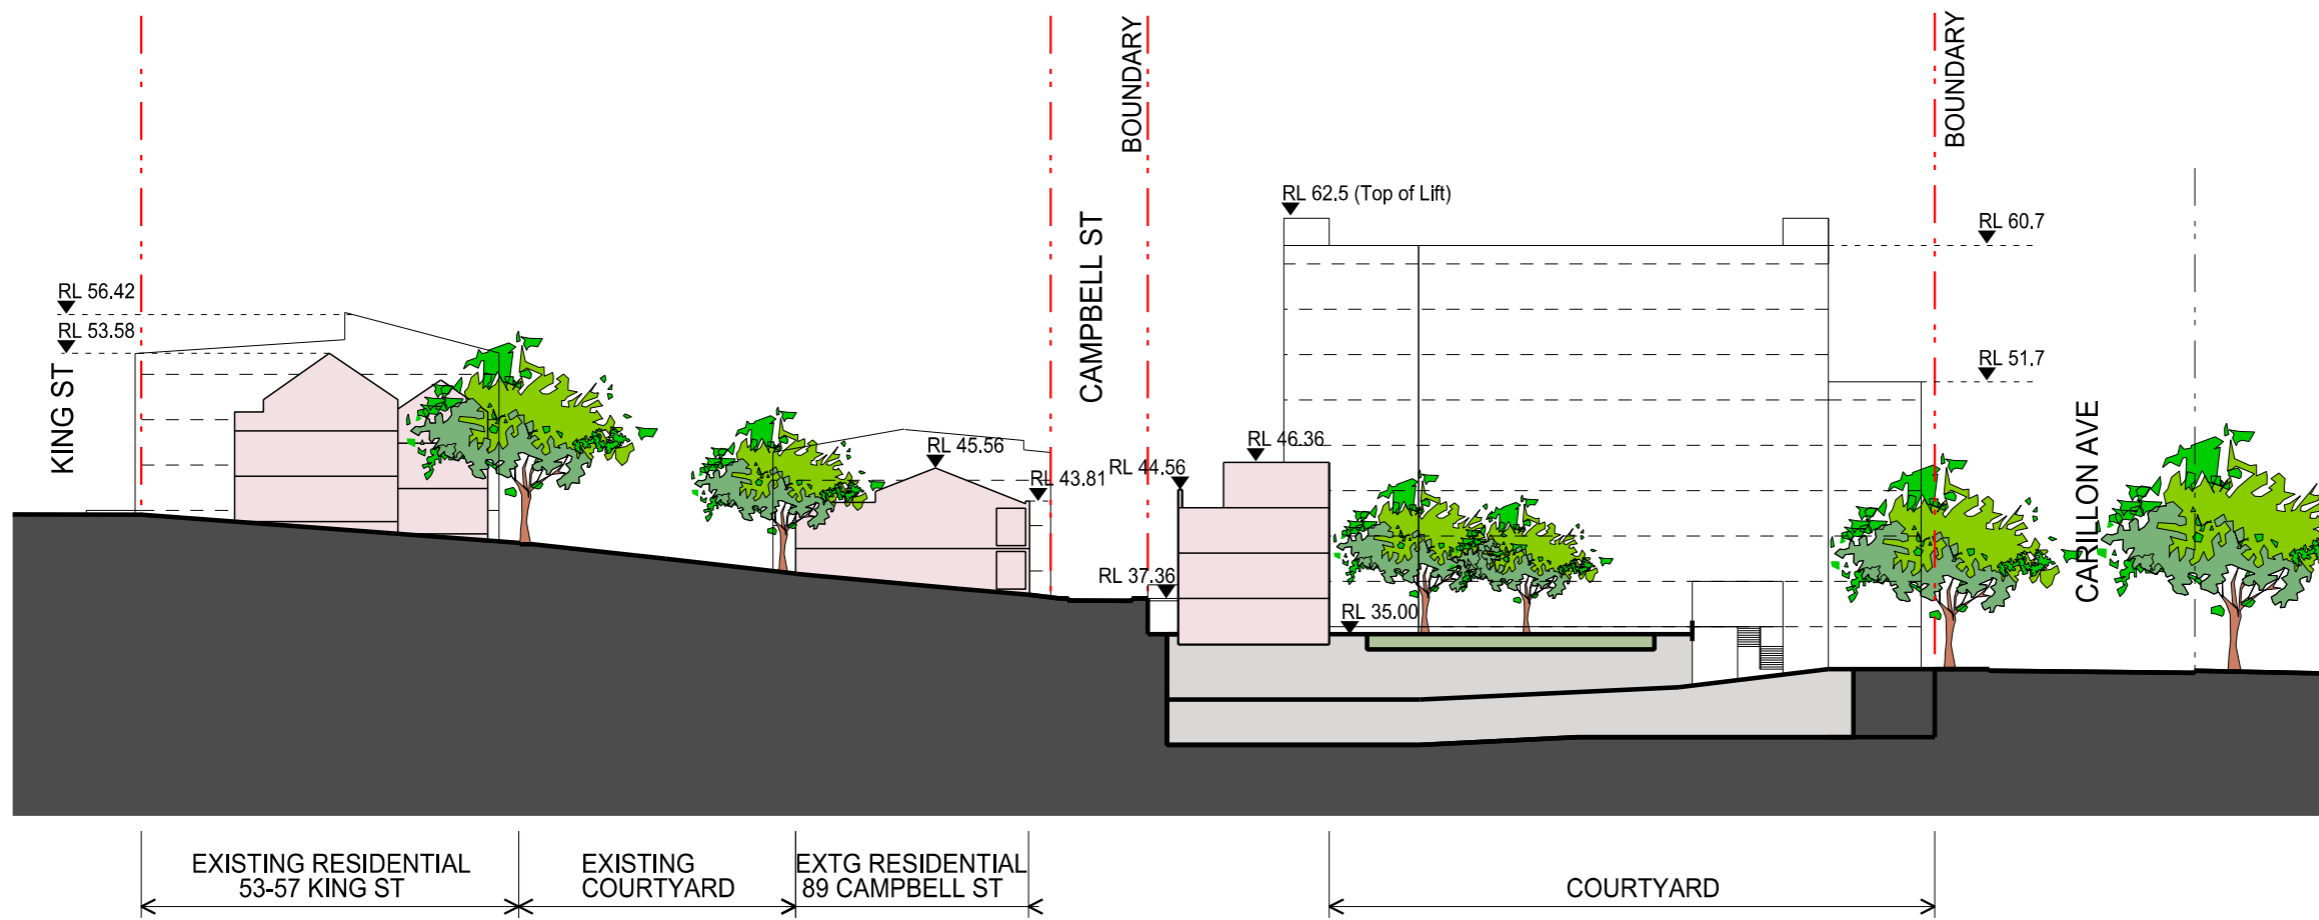 BOUNDARY
BOUNDARY
RL 62.5 (Top of Lift)
CAMPBELL ST
RL 60.7
RL 56.42
RL 53.58
RL 51.7
KING ST
CARILLON AVE
RL 45.56
RL 46.36
RL 43.81
RL 44.56
RL 37.36
RL 35.00
EXISTING RESIDENTIAL
53-57 KING ST
EXISTING
COURTYARD
EXTG RESIDENTIAL
89 CAMPBELL ST
COURTYARD